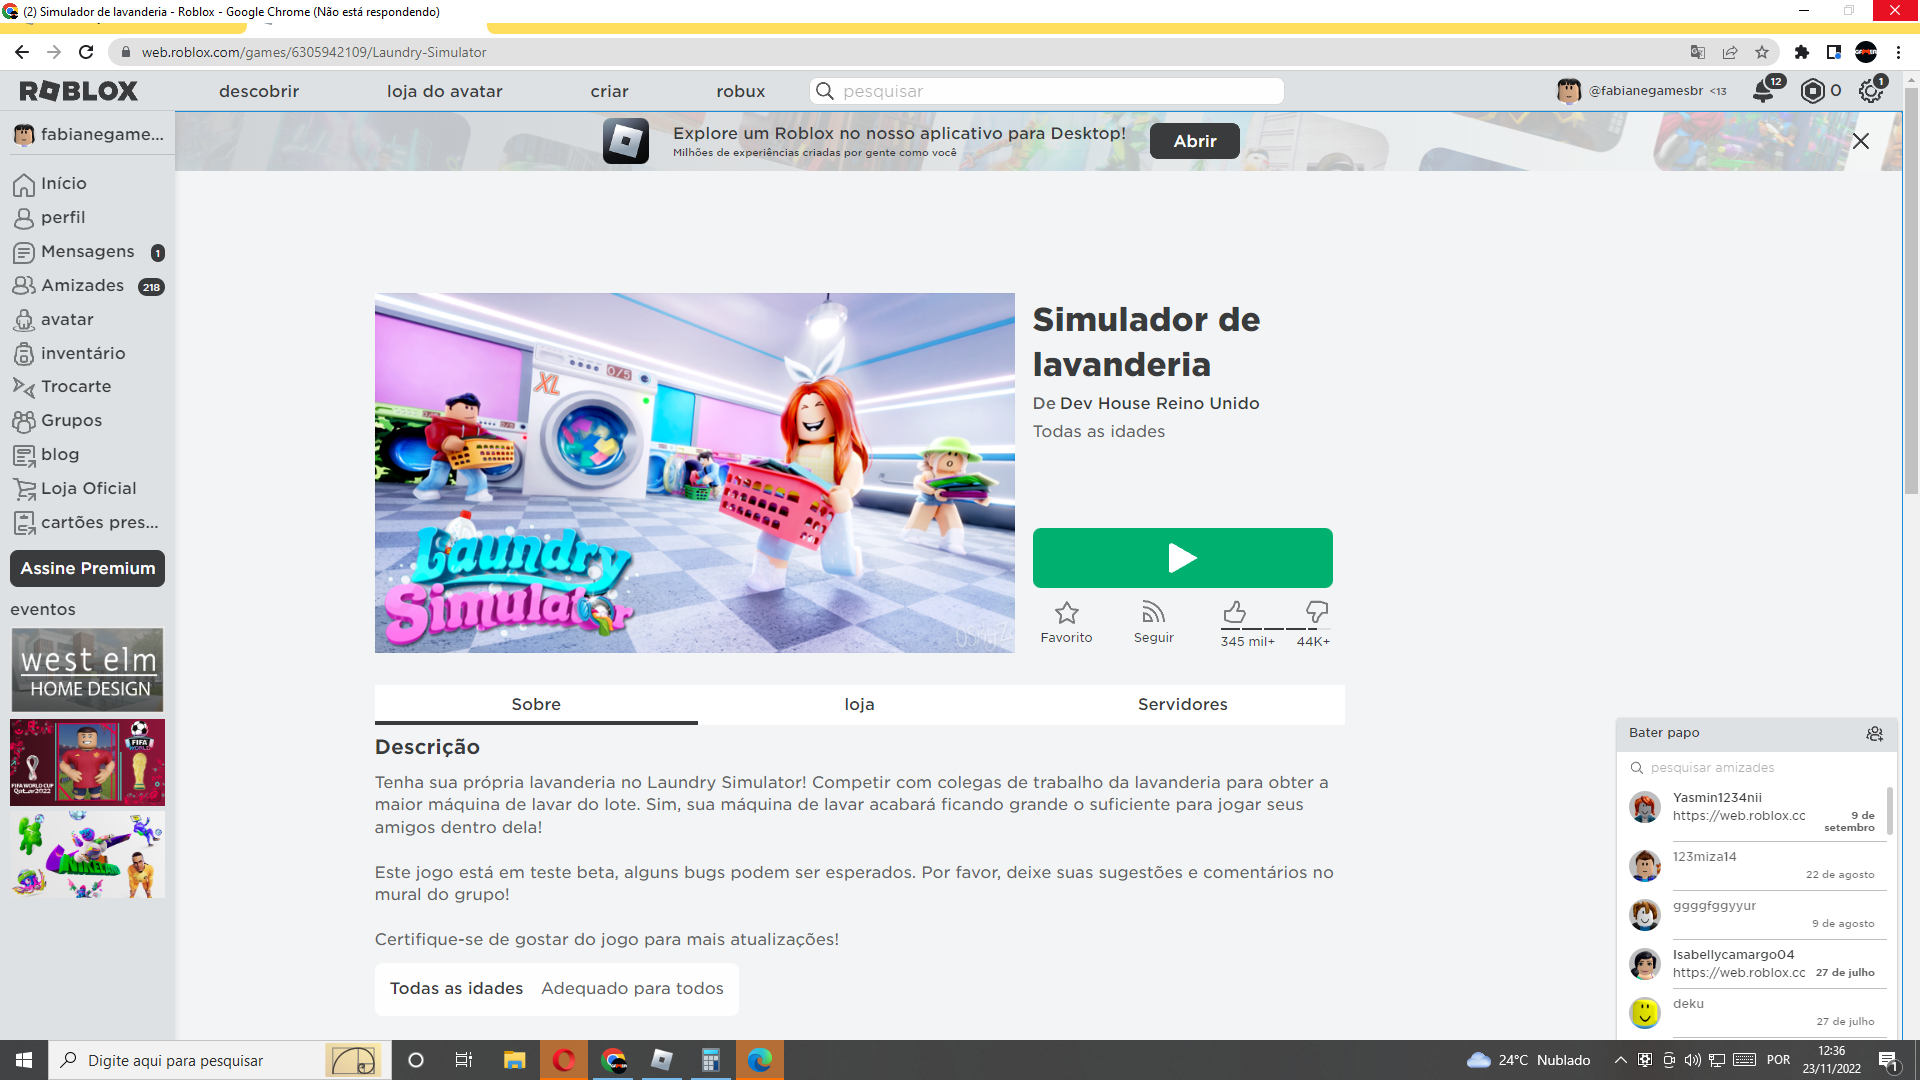 (2) Simulador de lavanderia - Roblox - Google Chrome (Não está respondendo)
web.roblox.com/games/6305942109/Laundry-Simulator
ROBLOX
descobrir
loja do avatar
criar
robux
pesquisar
@fabianegamesbr <13
12
0
1
fabianegame...
Explore um Roblox no nosso aplicativo para Desktop!
Milhões de experiências criadas por gente como você
Abrir
Início
perfil
Mensagens 1
Amizades 218
avatar
inventário
Trocarte
Grupos
blog
Loja Oficial
cartões pres...
Assine Premium
eventos
west elm
HOME DESIGN
FIFA WORLD
FIFA WORLD CUP
Qatar2022
NIKELAND
XL
0/5
Laundry
Simulator
Simulador de
lavanderia
De Dev House Reino Unido
Todas as idades
Favorito
Seguir
345 mil+
44K+
Sobre
loja
Servidores
Descrição
Tenha sua própria lavanderia no Laundry Simulator! Competir com colegas de trabalho da lavanderia para obter a
maior máquina de lavar do lote. Sim, sua máquina de lavar acabará ficando grande o suficiente para jogar seus
amigos dentro dela!
Este jogo está em teste beta, alguns bugs podem ser esperados. Por favor, deixe suas sugestões e comentários no
mural do grupo!
Certifique-se de gostar do jogo para mais atualizações!
Todas as idades Adequado para todos
Bater papo
pesquisar amizades
Yasmin1234nii
https://web.roblox.cc 9 de
setembro
123miza14
22 de agosto
ggggfggyyur
9 de agosto
Isabellycamargo04
https://web.roblox.cc 27 de julho
deku
27 de julho
Digite aqui para pesquisar
24°C Nublado
POR
12:36
23/11/2022
1